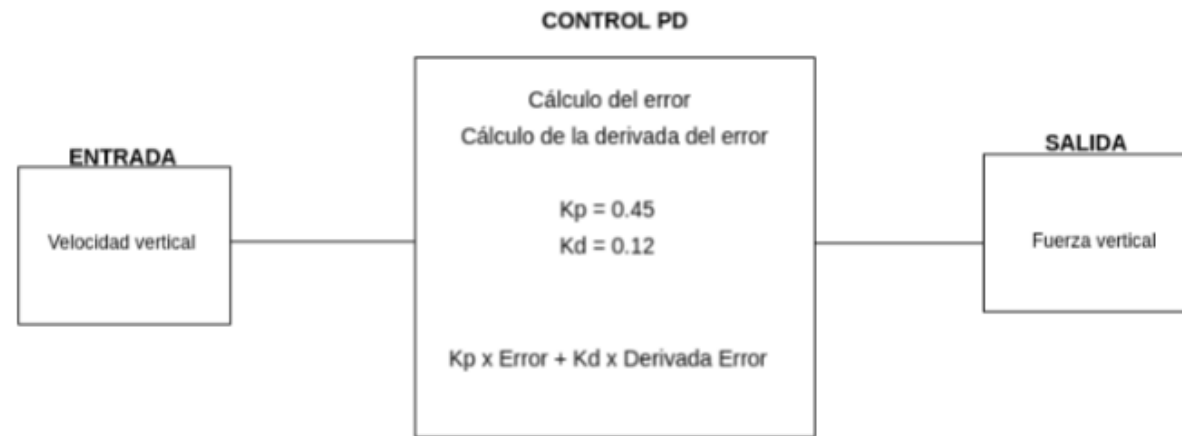 CONTROL PD
Cálculo del error
Cálculo de la derivada del error
ENTRADA
SALIDA
Kp = 0.45
Velocidad vertical
Kd = 0.12
Fuerza vertical
Kp x Error + Kd x Derivada Error